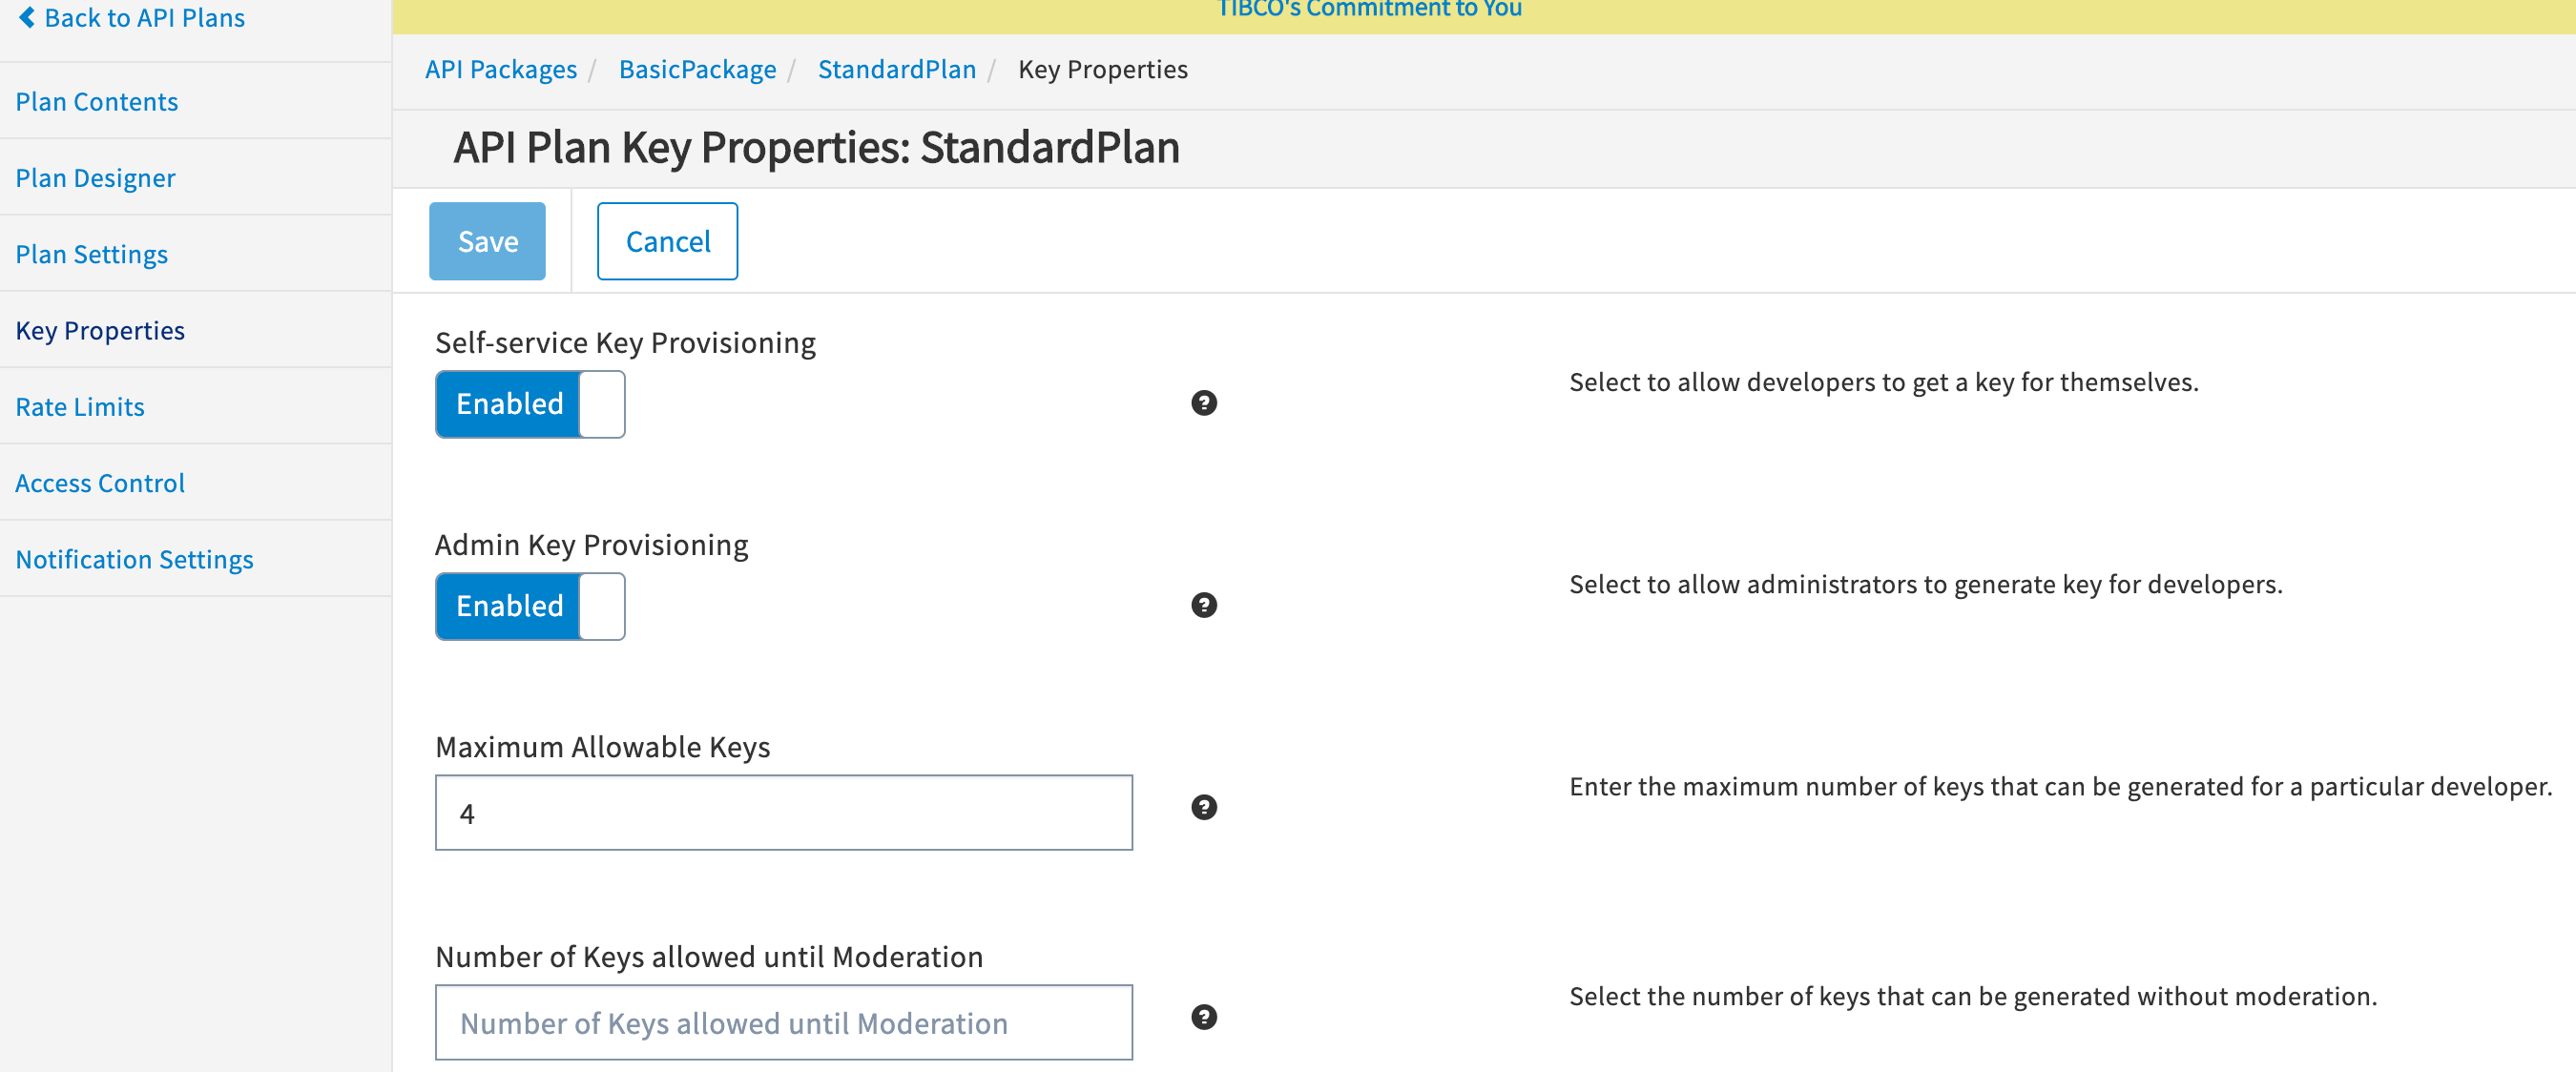 Back to API Plans
Plan Contents
Plan Designer
Plan Settings
Key Properties
Rate Limits
Access Control
Notification Settings
TIBCO's Commitment to You
API Packages / BasicPackage / StandardPlan / Key Properties
API Plan Key Properties: StandardPlan
Save
Cancel
Self-service Key Provisioning
Enabled
Select to allow developers to get a key for themselves.
Admin Key Provisioning
Enabled
Select to allow administrators to generate key for developers.
Maximum Allowable Keys
4
Enter the maximum number of keys that can be generated for a particular developer.
Number of Keys allowed until Moderation
Number of Keys allowed until Moderation
Select the number of keys that can be generated without moderation.